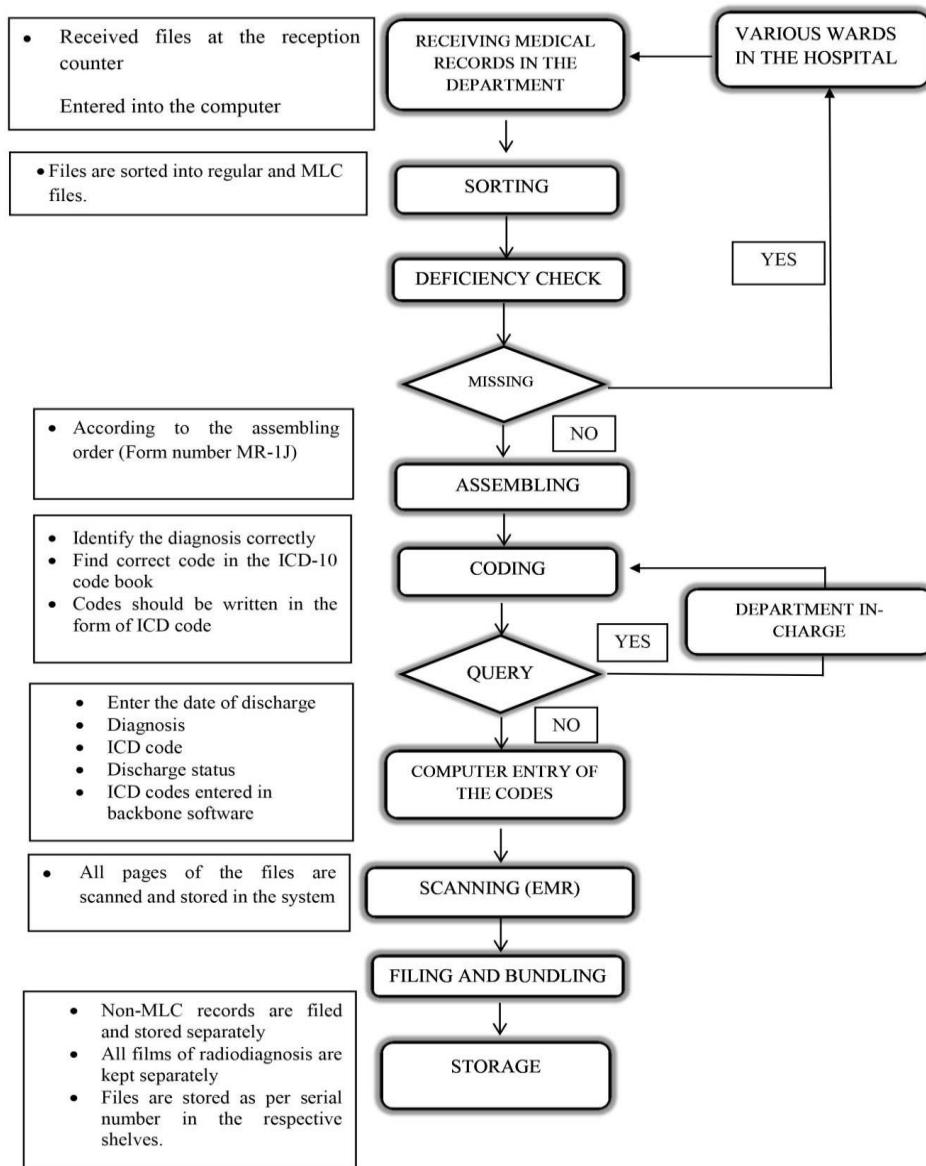 • Received files at the reception
counter
Entered into the computer
RECEIVING MEDICAL
RECORDS IN THE
DEPARTMENT
VARIOUS WARDS
IN THE HOSPITAL
• Files are sorted into regular and MLC
files.
SORTING
DEFICIENCY CHECK
YES
MISSING
NO
• According to the assembling
order (Form number MR-1J)
ASSEMBLING
• Identify the diagnosis correctly
• Find correct code in the ICD-10
code book
• Codes should be written in the
form of ICD code
CODING
DEPARTMENT IN-
CHARGE
YES
QUERY
NO
• Enter the date of discharge
• Diagnosis
• ICD code
• Discharge status
• ICD codes entered in
backbone software
COMPUTER ENTRY OF
THE CODES
• All pages of the files are
scanned and stored in the system
SCANNING (EMR)
FILING AND BUNDLING
• Non-MLC records are filed
and stored separately
• All films of radiodiagnosis are
kept separately
• Files are stored as per serial
number in the respective
shelves.
STORAGE